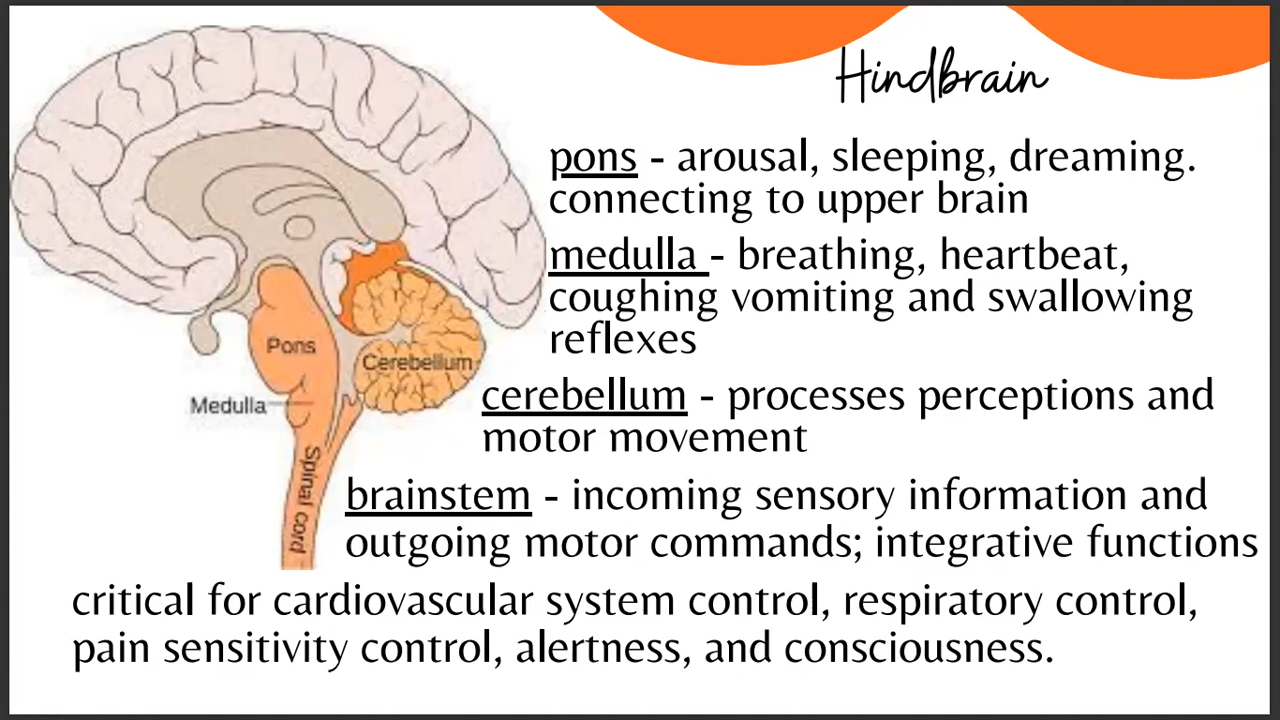 Hindbrain
pons - arousal, sleeping, dreaming.
connecting to upper brain
medulla - breathing, heartbeat,
coughing vomiting and swallowing
reflexes
cerebellum - processes perceptions and
motor movement
brainstem - incoming sensory information and
outgoing motor commands; integrative functions
critical for cardiovascular system control, respiratory control,
pain sensitivity control, alertness, and consciousness.
Pons
Cerebellum
Medulla
Spinal cord